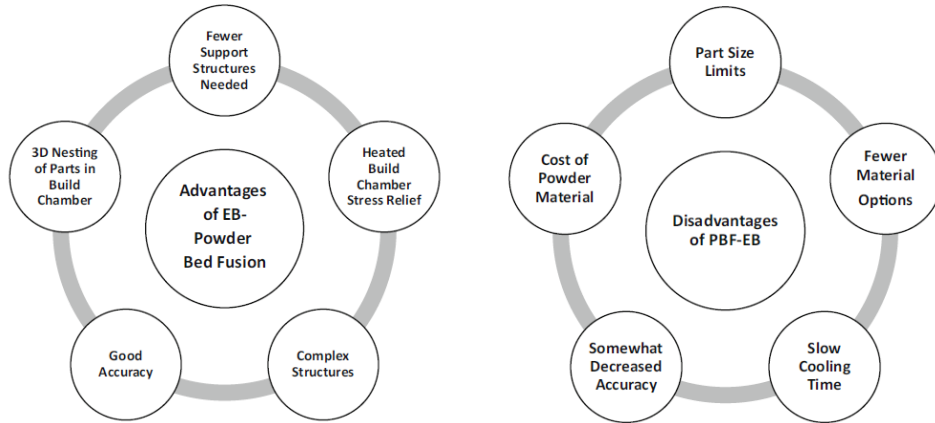 Fewer
Support
Structures
Needed
3D Nesting
of Parts in
Build
Chamber
Heated
Build
Chamber
Stress Relief
Advantages
of EB-
Powder
Bed Fusion
Good
Accuracy
Complex
Structures
Part Size
Limits
Cost of
Powder
Material
Fewer
Material
Options
Disadvantages
of PBF-EB
Somewhat
Decreased
Accuracy
Slow
Cooling
Time